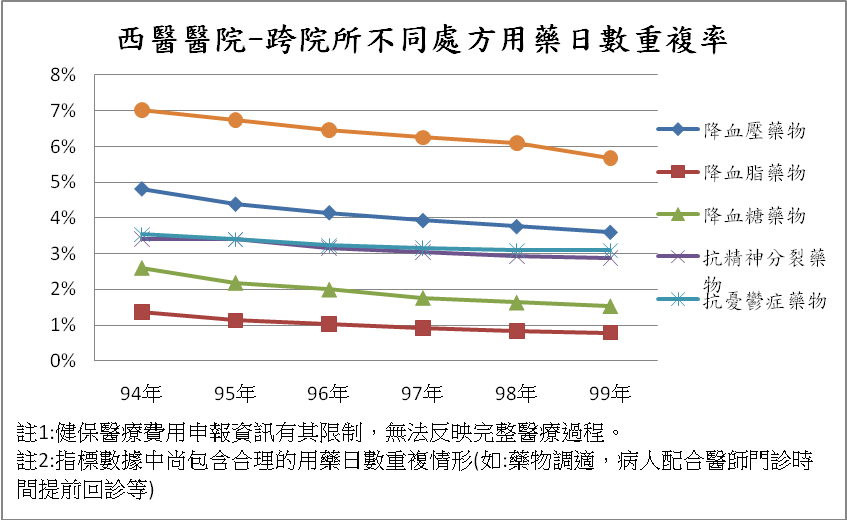 西醫醫院-跨院所不同處方用藥日數重複率
8%
7%
6%
5%
4%
3%
2%
1%
0%
94年 95年 96年 97年 98年 99年
降血壓藥物
降血脂藥物
降血糖藥物
抗精神分裂藥
物
抗憂鬱症藥物
註1:健保醫療費用申報資訊有其限制，無法反映完整醫療過程。
註2:指標數據中尚包含合理的用藥日數重複情形(如:藥物調適，病人配合醫師門診時
間提前回診等)